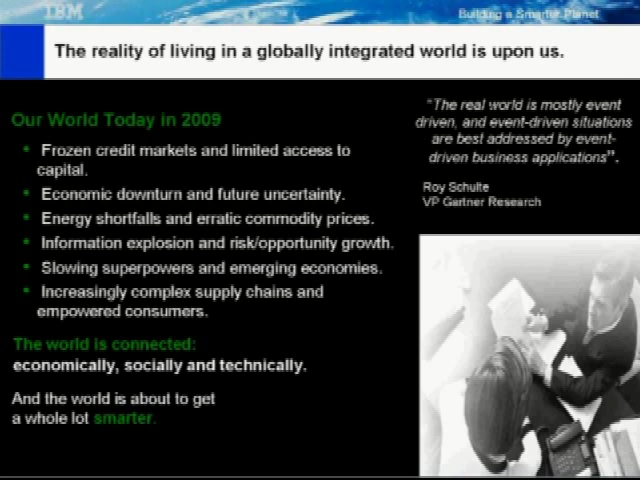 IBM
Building a Smarter Planet
The reality of living in a globally integrated world is upon us.
Our World Today in 2009
• Frozen credit markets and limited access to
capital.
• Economic downturn and future uncertainty.
• Energy shortfalls and erratic commodity prices.
• Information explosion and risk/opportunity growth.
• Slowing superpowers and emerging economies.
• Increasingly complex supply chains and
empowered consumers.
The world is connected:
economically, socially and technically.
And the world is about to get
a whole lot smarter.
"The real world is mostly event
driven, and event-driven situations
are best addressed by event-
driven business applications".
Roy Schulte
VP Gartner Research